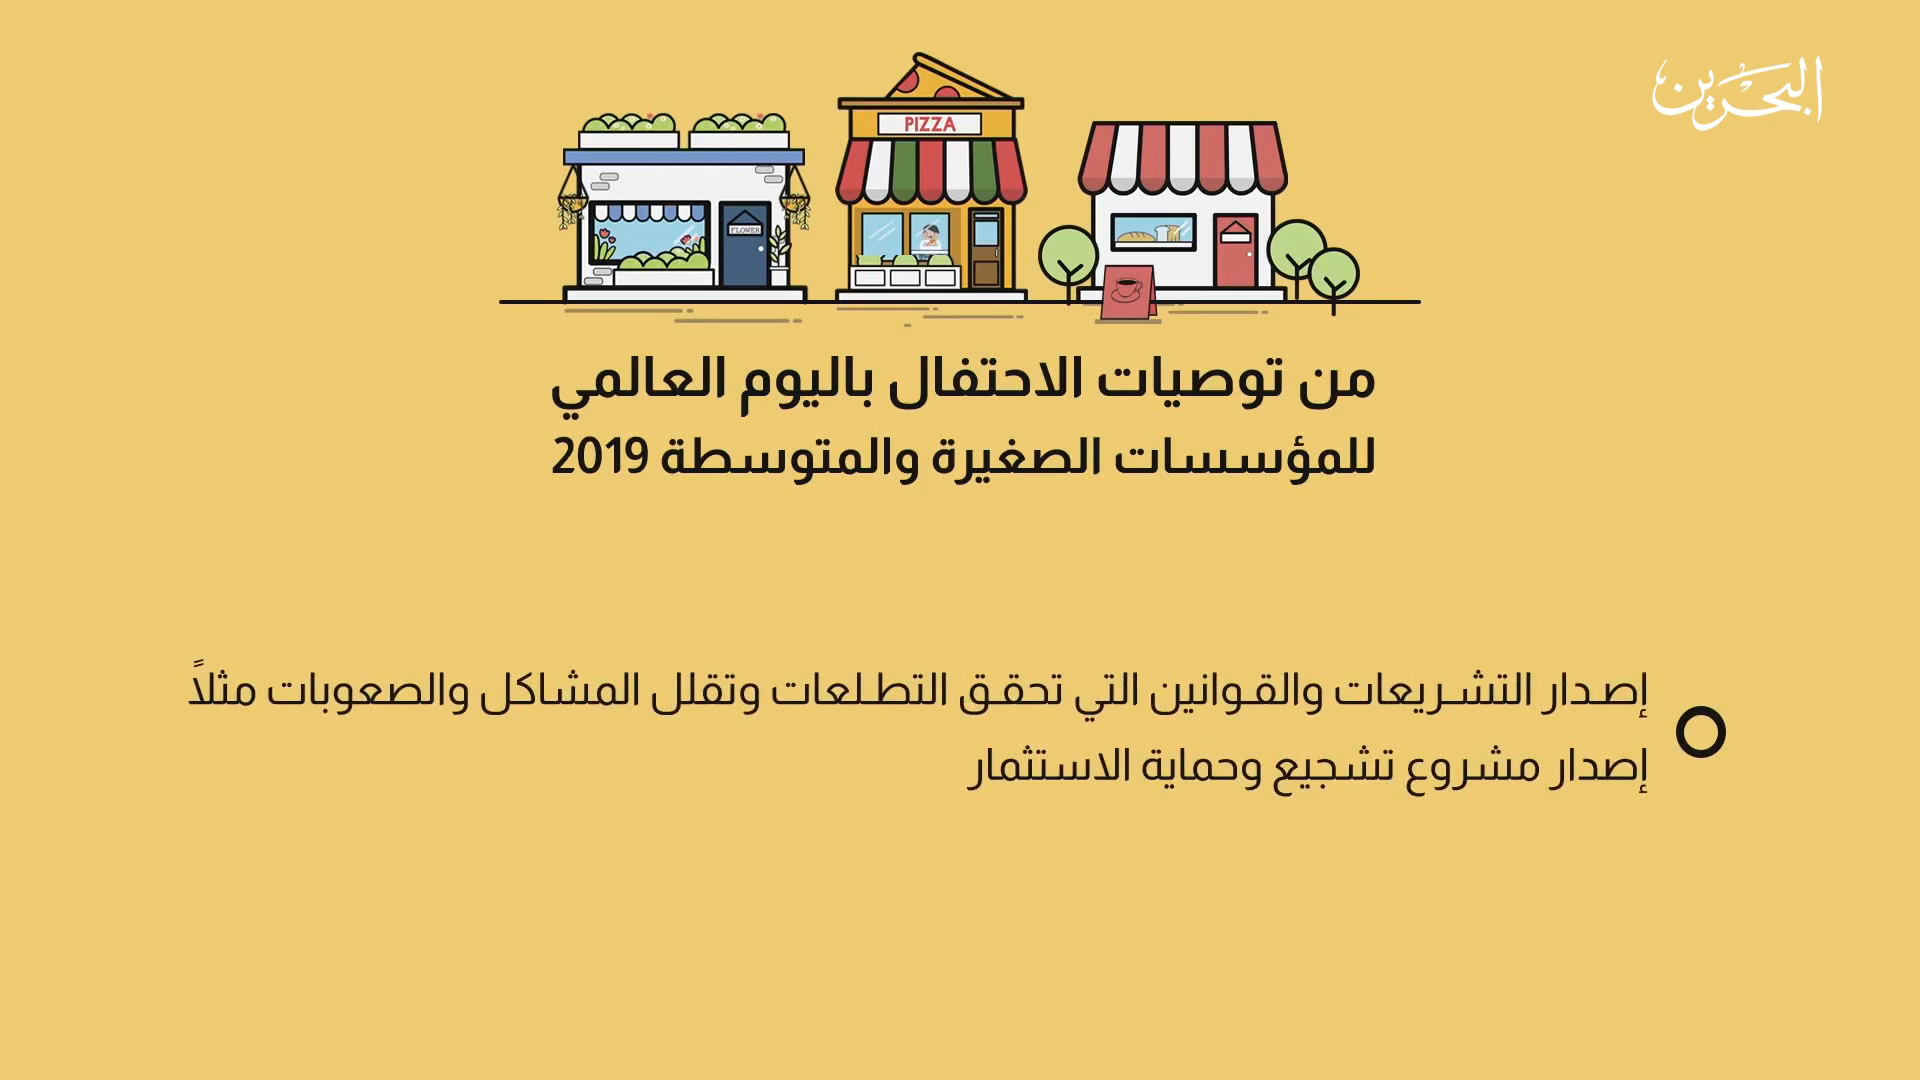 البحرين
PIZZA
FLOWER
من توصيات الاحتفال باليوم العالمي
للمؤسسات الصغيرة والمتوسطة 2019
إصدار التشريعات والقوانين التي تحقق التطلعات وتقلل المشاكل والصعوبات مثلاً
إصدار مشروع تشجيع وحماية الاستثمار